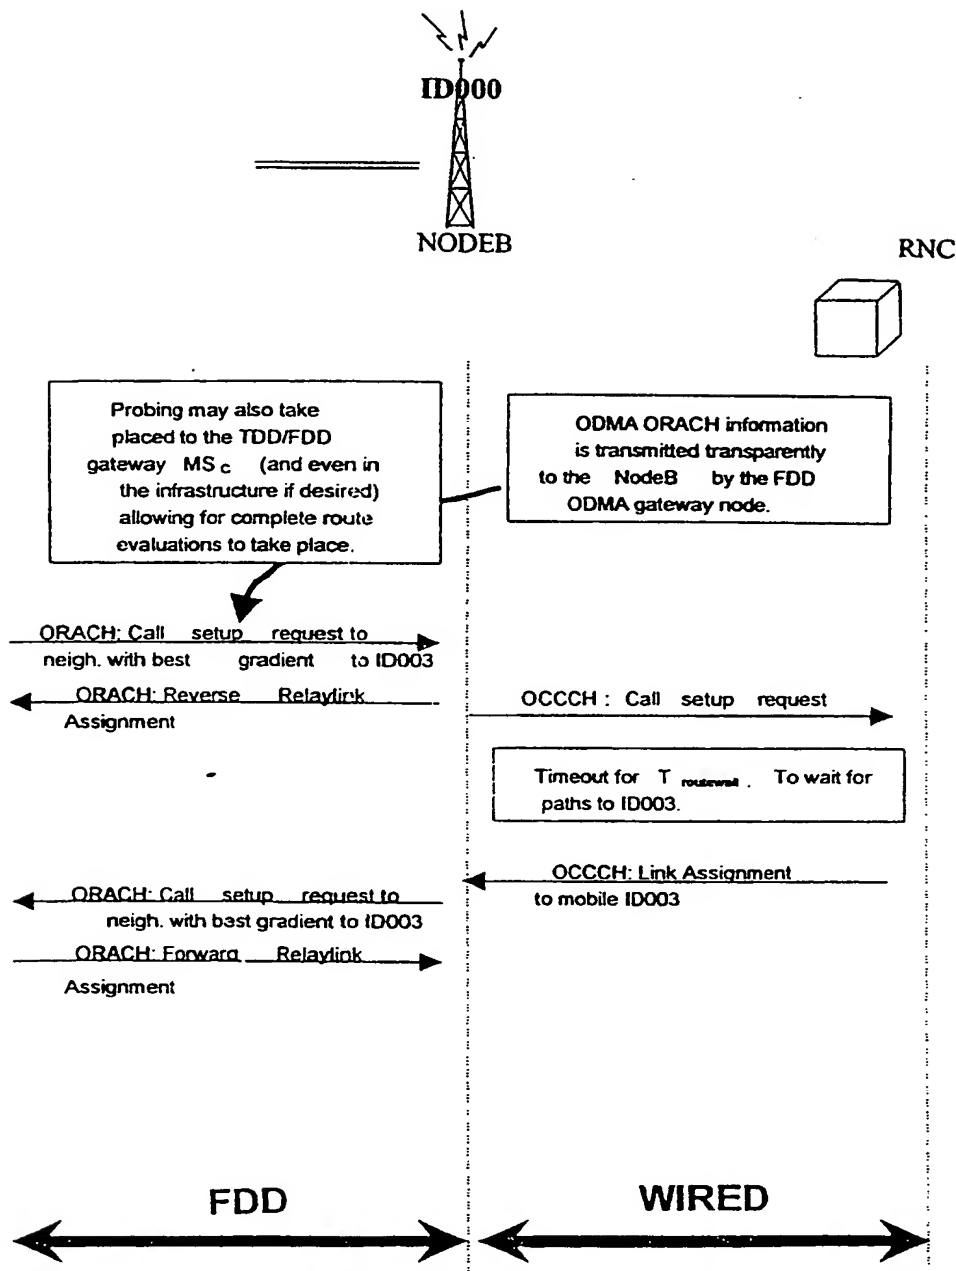 ID000
NODEB
RNC
Probing may also take
placed to the TDD/FDD
gateway MS C (and even in
the infrastructure if desired)
allowing for complete route
evaluations to take place.
ODMA ORACH information
is transmitted transparently
to the NodeB by the FDD
ODMA gateway node.
ORACH: Call setup request to
neigh. with best gradient to ID003
ORACH: Reverse Relaylink
Assignment
OCCCH : Call setup request
Timeout for T routewait . To wait for
paths to ID003.
OCCCH: Link Assignment
to mobile ID003
ORACH: Call setup request to
neigh. with bast gradient to ID003
ORACH: Forward Relaylink
Assignment
FDD
WIRED